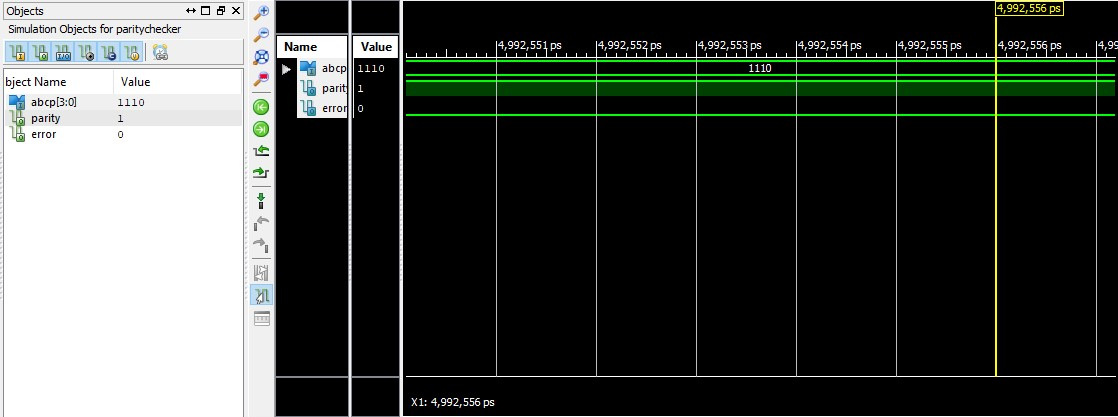 Objects
Simulation Objects for paritychecker
bject Name Value
abcp[3:0] 1110
parity 1
error 0
Name Value
abcp 1110
parity 1
error 0
4,992,556 ps
4,992,551 ps 4,992,552 ps 4,992,553 ps 4,992,554 ps 4,992,555 ps 4,992,556 ps 4,99
1110
X1: 4,992,556 ps